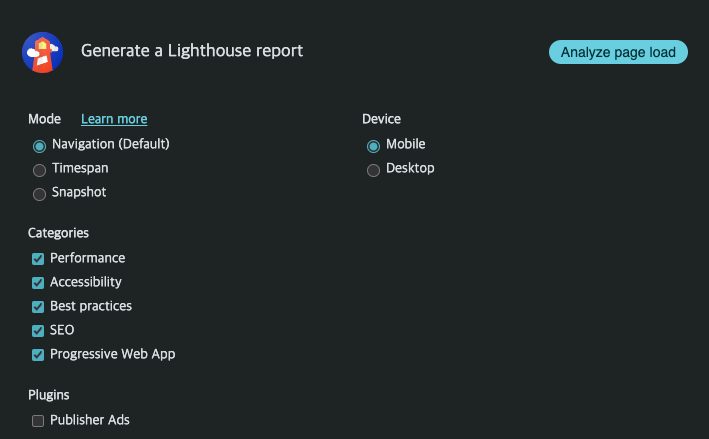 Generate a Lighthouse report
Analyze page load
Mode Learn more
Navigation (Default)
Timespan
Snapshot
Device
Mobile
Desktop
Categories
Performance
Accessibility
Best practices
SEO
Progressive Web App
Plugins
Publisher Ads